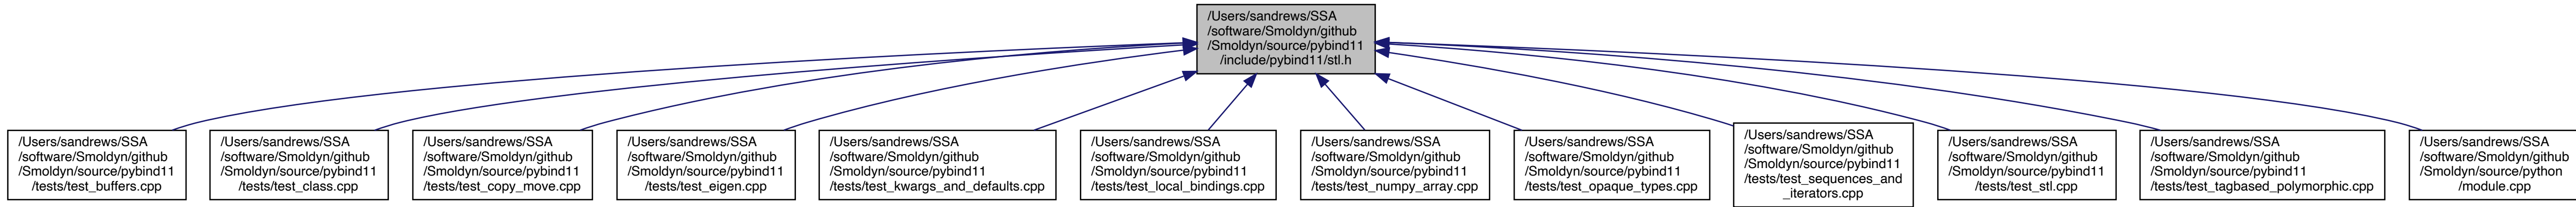 /Users/sandrews/SSA
/software/Smoldyn/github
/Smoldyn/source/pybind11
/include/pybind11/stl.h
/Users/sandrews/SSA
/software/Smoldyn/github
/Smoldyn/source/pybind11
/tests/test_buffers.cpp
/Users/sandrews/SSA
/software/Smoldyn/github
/Smoldyn/source/pybind11
/tests/test_class.cpp
/Users/sandrews/SSA
/software/Smoldyn/github
/Smoldyn/source/pybind11
/tests/test_copy_move.cpp
/Users/sandrews/SSA
/software/Smoldyn/github
/Smoldyn/source/pybind11
/tests/test_eigen.cpp
/Users/sandrews/SSA
/software/Smoldyn/github
/Smoldyn/source/pybind11
/tests/test_kwargs_and_defaults.cpp
/Users/sandrews/SSA
/software/Smoldyn/github
/Smoldyn/source/pybind11
/tests/test_local_bindings.cpp
/Users/sandrews/SSA
/software/Smoldyn/github
/Smoldyn/source/pybind11
/tests/test_numpy_array.cpp
/Users/sandrews/SSA
/software/Smoldyn/github
/Smoldyn/source/pybind11
/tests/test_opaque_types.cpp
/Users/sandrews/SSA
/software/Smoldyn/github
/Smoldyn/source/pybind11
/tests/test_sequences_and
_iterators.cpp
/Users/sandrews/SSA
/software/Smoldyn/github
/Smoldyn/source/pybind11
/tests/test_stl.cpp
/Users/sandrews/SSA
/software/Smoldyn/github
/Smoldyn/source/pybind11
/tests/test_tagbased_polymorphic.cpp
/Users/sandrews/SSA
/software/Smoldyn/github
/Smoldyn/source/python
/module.cpp